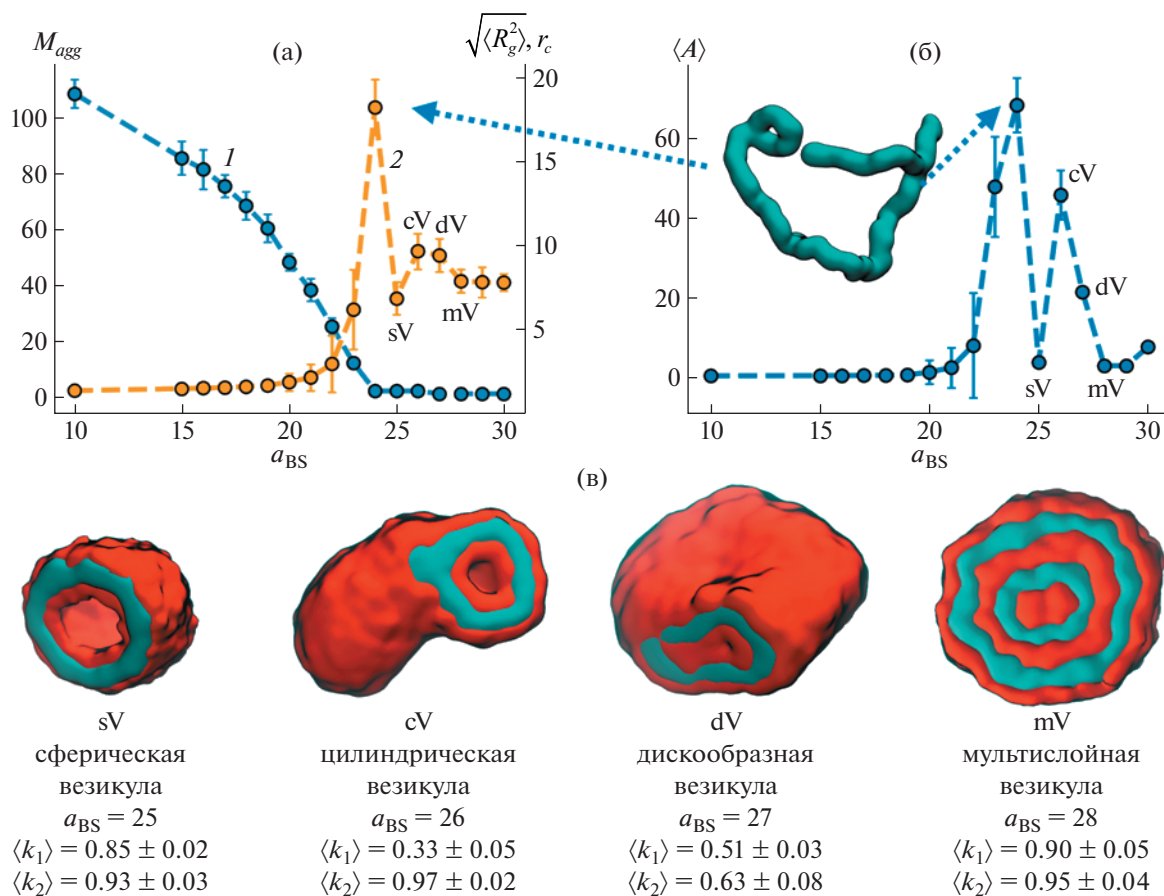 M_agg
(а)
√⟨R_g^2⟩, r_c
20
15
10
5
100
80
60
40
20
0
1
2
cV
dV
sV
mV
10
15
20
25
30
a_BS
⟨A⟩
(б)
60
40
20
0
cV
dV
sV
mV
10
15
20
25
30
a_BS
(в)
sV
сферическая
везикула
a_BS = 25
⟨k_1⟩ = 0.85 ± 0.02
⟨k_2⟩ = 0.93 ± 0.03
cV
цилиндрическая
везикула
a_BS = 26
⟨k_1⟩ = 0.33 ± 0.05
⟨k_2⟩ = 0.97 ± 0.02
dV
дискообразная
везикула
a_BS = 27
⟨k_1⟩ = 0.51 ± 0.03
⟨k_2⟩ = 0.63 ± 0.08
mV
мультислойная
везикула
a_BS = 28
⟨k_1⟩ = 0.90 ± 0.05
⟨k_2⟩ = 0.95 ± 0.04